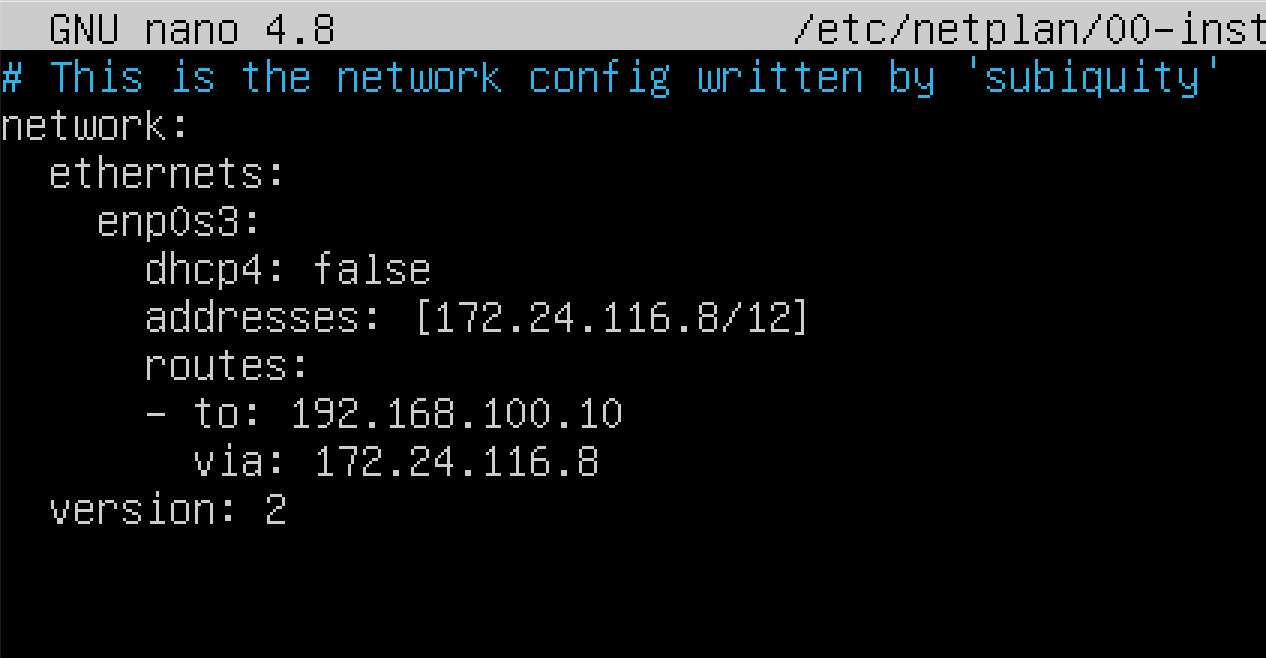 GNU nano 4.8 /etc/netplan/00-inst
# This is the network config written by 'subiquity'
network:
  ethernets:
    enp0s3:
      dhcp4: false
      addresses: [172.24.116.8/12]
      routes:
      - to: 192.168.100.10
        via: 172.24.116.8
  version: 2